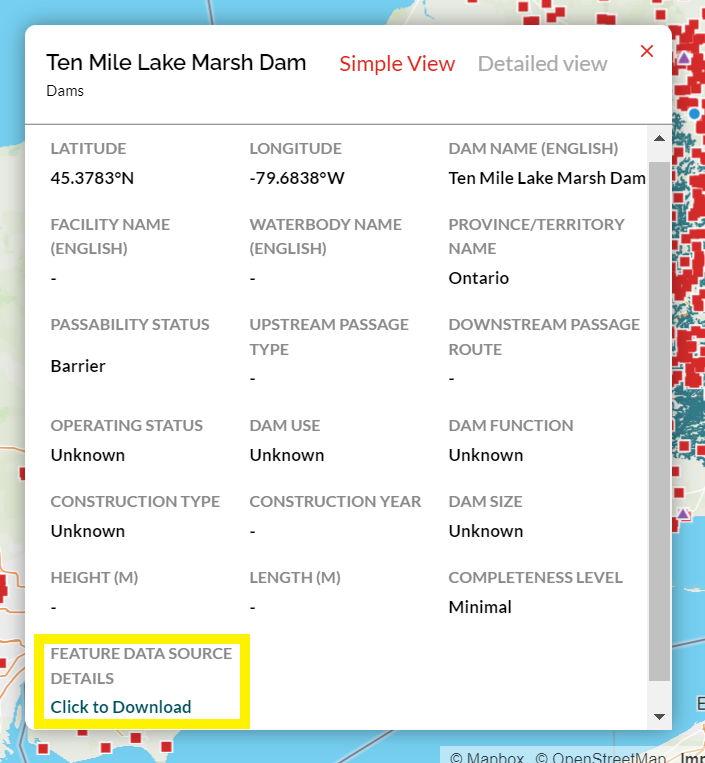 Ten Mile Lake Marsh Dam Simple View Detailed view ×
Dams
LATITUDE LONGITUDE DAM NAME (ENGLISH)
45.3783°N -79.6838°W Ten Mile Lake Marsh Dam
FACILITY NAME WATERBODY NAME PROVINCE/TERRITORY
(ENGLISH) (ENGLISH) NAME
- - Ontario
PASSABILITY STATUS UPSTREAM PASSAGE DOWNSTREAM PASSAGE
TYPE ROUTE
Barrier - -
OPERATING STATUS DAM USE DAM FUNCTION
Unknown Unknown Unknown
CONSTRUCTION TYPE CONSTRUCTION YEAR DAM SIZE
Unknown - Unknown
HEIGHT (M) LENGTH (M) COMPLETENESS LEVEL
- - Minimal
FEATURE DATA SOURCE
DETAILS
Click to Download
© Mapbox © OpenStreetMap